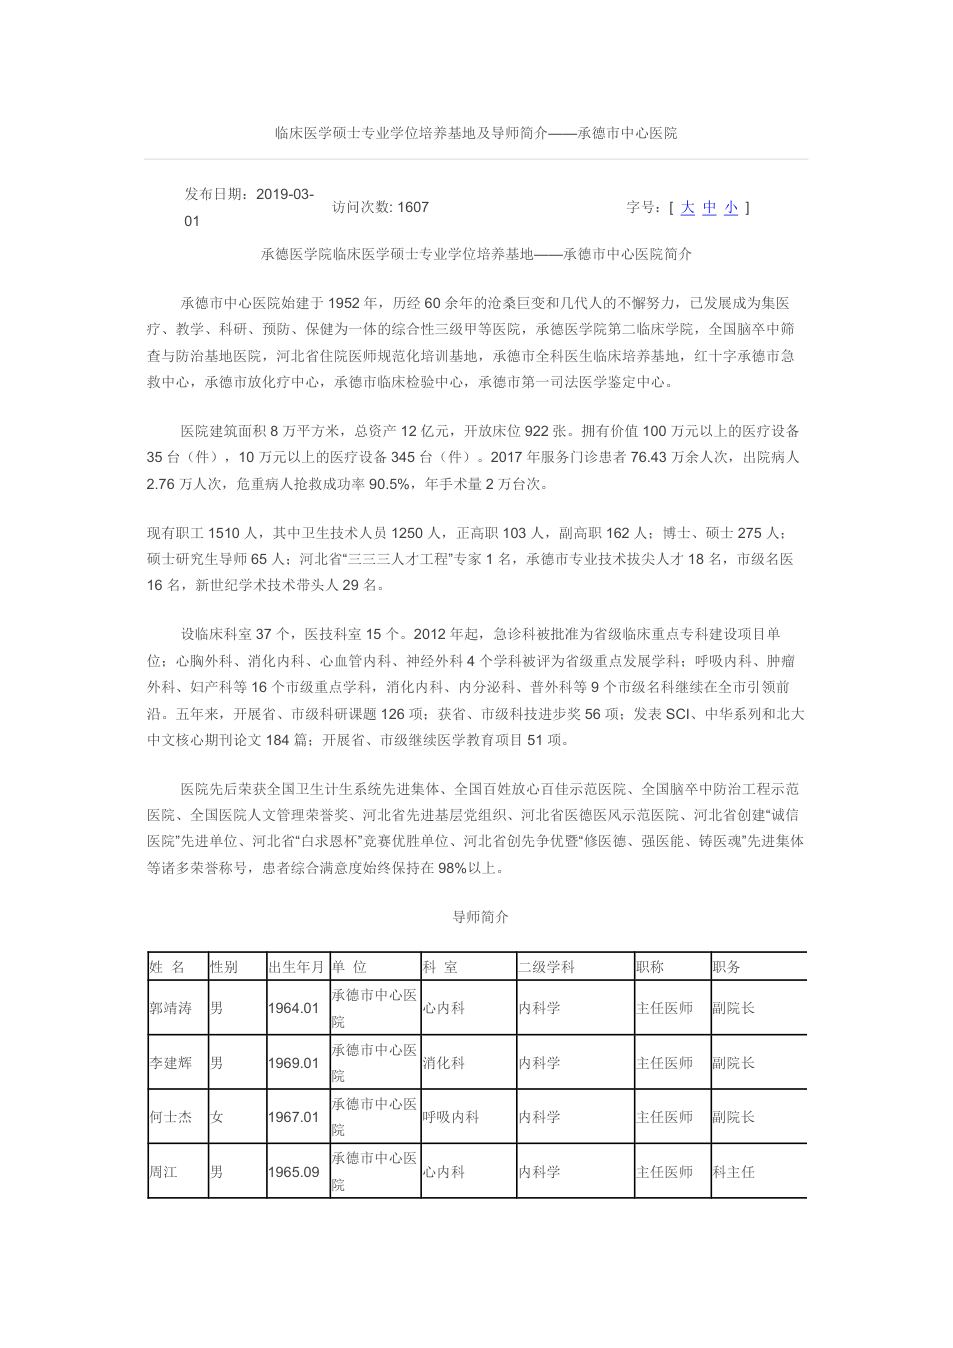 临床医学硕士专业学位培养基地及导师简介——承德市中心医院
发布日期：2019-03-
01
访问次数: 1607
字号：[ 大 中 小 ]
承德医学院临床医学硕士专业学位培养基地——承德市中心医院简介
承德市中心医院始建于 1952 年，历经 60 余年的沧桑巨变和几代人的不懈努力，已发展成为集医
疗、教学、科研、预防、保健为一体的综合性三级甲等医院，承德医学院第二临床学院，全国脑卒中筛
查与防治基地医院，河北省住院医师规范化培训基地，承德市全科医生临床培养基地，红十字承德市急
救中心，承德市放化疗中心，承德市临床检验中心，承德市第一司法医学鉴定中心。
医院建筑面积 8 万平方米，总资产 12 亿元，开放床位 922 张。拥有价值 100 万元以上的医疗设备
35 台（件），10 万元以上的医疗设备 345 台（件）。2017 年服务门诊患者 76.43 万余人次，出院病人
2.76 万人次，危重病人抢救成功率 90.5%，年手术量 2 万台次。
现有职工 1510 人，其中卫生技术人员 1250 人，正高职 103 人，副高职 162 人；博士、硕士 275 人；
硕士研究生导师 65 人；河北省“三三三人才工程”专家 1 名，承德市专业技术拔尖人才 18 名，市级名医
16 名，新世纪学术技术带头人 29 名。
设临床科室 37 个，医技科室 15 个。2012 年起，急诊科被批准为省级临床重点专科建设项目单
位；心胸外科、消化内科、心血管内科、神经外科 4 个学科被评为省级重点发展学科；呼吸内科、肿瘤
外科、妇产科等 16 个市级重点学科，消化内科、内分泌科、普外科等 9 个市级名科继续在全市引领前
沿。五年来，开展省、市级科研课题 126 项；获省、市级科技进步奖 56 项；发表 SCI、中华系列和北大
中文核心期刊论文 184 篇；开展省、市级继续医学教育项目 51 项。
医院先后荣获全国卫生计生系统先进集体、全国百姓放心百佳示范医院、全国脑卒中防治工程示范
医院、全国医院人文管理荣誉奖、河北省先进基层党组织、河北省医德医风示范医院、河北省创建“诚信
医院”先进单位、河北省“白求恩杯”竞赛优胜单位、河北省创先争优暨“修医德、强医能、铸医魂”先进集体
等诸多荣誉称号，患者综合满意度始终保持在 98%以上。
导师简介
姓 名 性别 出生年月 单 位 科 室 二级学科 职称 职务
郭靖涛 男 1964.01 承德市中心医院 心内科 内科学 主任医师 副院长
李建辉 男 1969.01 承德市中心医院 消化科 内科学 主任医师 副院长
何士杰 女 1967.01 承德市中心医院 呼吸内科 内科学 主任医师 副院长
周江 男 1965.09 承德市中心医院 心内科 内科学 主任医师 科主任